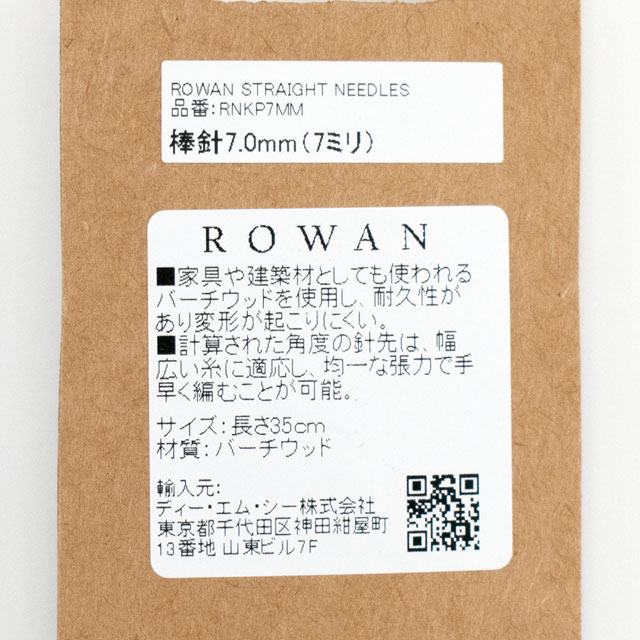 ROWAN STRAIGHT NEEDLES
品番:RNKP7MM
棒針7.0mm(7ミリ)
ROWAN
■家具や建築材としても使われる
バーチウッドを使用し、耐久性が
あり変形が起こりにくい。
■計算された角度の針先は、幅
広い糸に適応し、均一な張力で手
早く編むことが可能。
サイズ:長さ35cm
材質:バーチウッド
輸入元:
ディー・エム・シー株式会社
東京都千代田区神田紺屋町
13番地 山東ビル7F